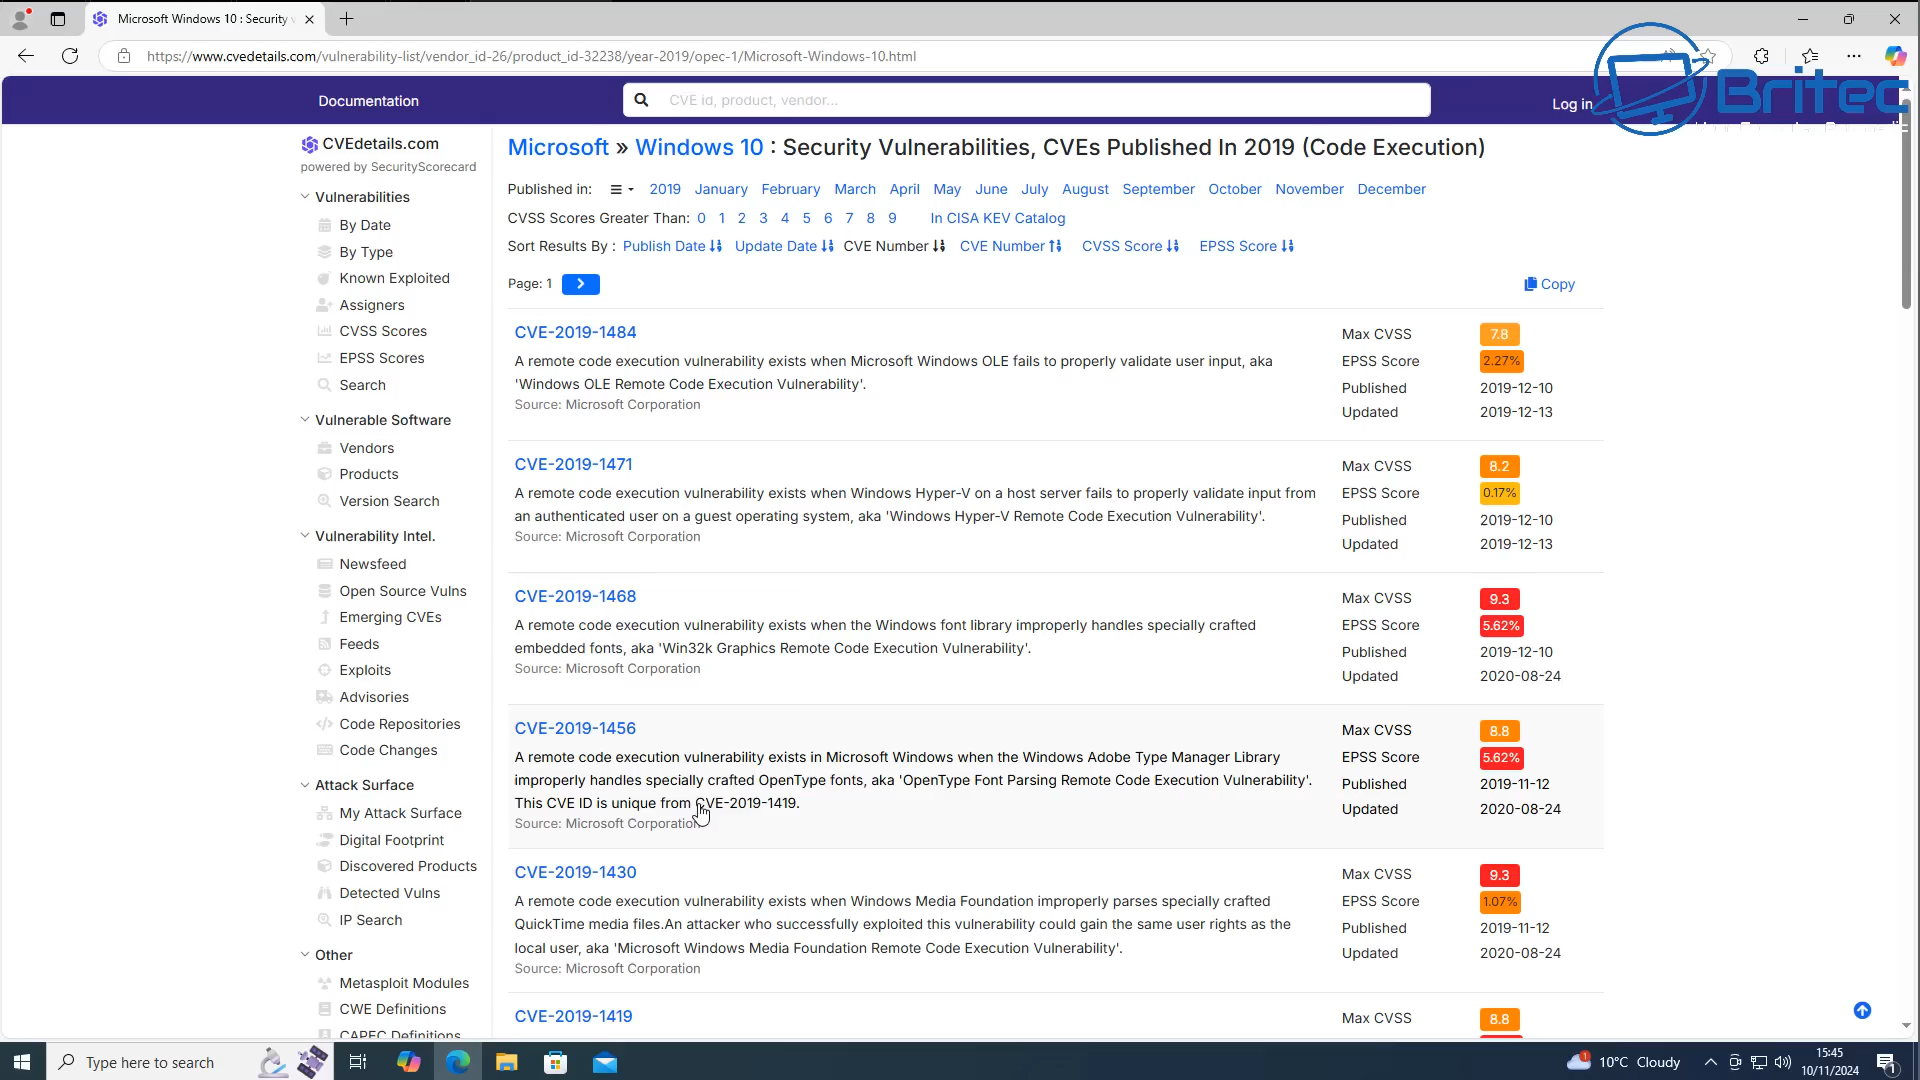 Microsoft Windows 10 : Security v
https://www.cvedetails.com/vulnerability-list/vendor_id-26/product_id-32238/year-2019/opec-1/Microsoft-Windows-10.html
Documentation
CVE id, product, vendor...
Log in
Britec
CVEdetails.com
powered by SecurityScorecard
Vulnerabilities
By Date
By Type
Known Exploited
Assigners
CVSS Scores
EPSS Scores
Search
Vulnerable Software
Vendors
Products
Version Search
Vulnerability Intel.
Newsfeed
Open Source Vulns
Emerging CVEs
Feeds
Exploits
Advisories
Code Repositories
Code Changes
Attack Surface
My Attack Surface
Digital Footprint
Discovered Products
Detected Vulns
IP Search
Other
Metasploit Modules
CWE Definitions
CAPEC Definitions
Microsoft » Windows 10 : Security Vulnerabilities, CVEs Published In 2019 (Code Execution)
Published in: 2019 January February March April May June July August September October November December
CVSS Scores Greater Than: 0 1 2 3 4 5 6 7 8 9 In CISA KEV Catalog
Sort Results By : Publish Date Update Date CVE Number CVE Number CVSS Score EPSS Score
Page: 1
Copy
CVE-2019-1484
A remote code execution vulnerability exists when Microsoft Windows OLE fails to properly validate user input, aka
'Windows OLE Remote Code Execution Vulnerability'.
Source: Microsoft Corporation
Max CVSS 7.8
EPSS Score 2.27%
Published 2019-12-10
Updated 2019-12-13
CVE-2019-1471
A remote code execution vulnerability exists when Windows Hyper-V on a host server fails to properly validate input from
an authenticated user on a guest operating system, aka 'Windows Hyper-V Remote Code Execution Vulnerability'.
Source: Microsoft Corporation
Max CVSS 8.2
EPSS Score 0.17%
Published 2019-12-10
Updated 2019-12-13
CVE-2019-1468
A remote code execution vulnerability exists when the Windows font library improperly handles specially crafted
embedded fonts, aka 'Win32k Graphics Remote Code Execution Vulnerability'.
Source: Microsoft Corporation
Max CVSS 9.3
EPSS Score 5.62%
Published 2019-12-10
Updated 2020-08-24
CVE-2019-1456
A remote code execution vulnerability exists in Microsoft Windows when the Windows Adobe Type Manager Library
improperly handles specially crafted OpenType fonts, aka 'OpenType Font Parsing Remote Code Execution Vulnerability'.
This CVE ID is unique from CVE-2019-1419.
Source: Microsoft Corporation
Max CVSS 8.8
EPSS Score 5.62%
Published 2019-11-12
Updated 2020-08-24
CVE-2019-1430
A remote code execution vulnerability exists when Windows Media Foundation improperly parses specially crafted
QuickTime media files.An attacker who successfully exploited this vulnerability could gain the same user rights as the
local user, aka 'Microsoft Windows Media Foundation Remote Code Execution Vulnerability'.
Source: Microsoft Corporation
Max CVSS 9.3
EPSS Score 1.07%
Published 2019-11-12
Updated 2020-08-24
CVE-2019-1419
Max CVSS 8.8
Type here to search
10°C Cloudy
15:45
10/11/2024